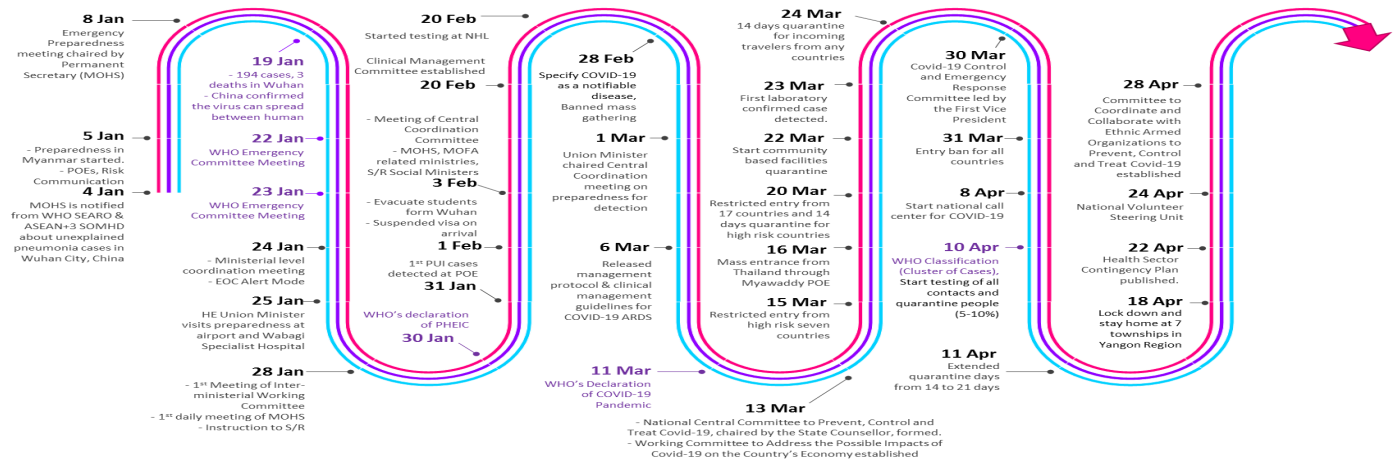 8 Jan
Emergency
Preparedness
meeting chaired by
Permanent
Secretary (MOHS)
5 Jan
- Preparedness in
Myanmar started.
- POEs, Risk
Communication
4 Jan
MOHS is notified
from WHO SEARO &
ASEAN+3 SOMHD
about unexplained
pneumonia cases in
Wuhan City, China
19 Jan
- 194 cases, 3
deaths in Wuhan
- China confirmed
the virus can spread
between human
22 Jan
WHO Emergency
Committee Meeting
23 Jan
WHO Emergency
Committee Meeting
24 Jan
- Ministerial level
coordination meeting
- EOC Alert Mode
25 Jan
HE Union Minister
visits preparedness at
airport and Wabagi
Specialist Hospital
28 Jan
- 1st Meeting of Inter-
ministerial Working
Committee
- 1st daily meeting of MOHS
- Instruction to S/R
20 Feb
Started testing at NHL
Clinical Management
Committee established
20 Feb
- Meeting of Central
Coordination
Committee
- MOHS, MOFA
related ministries,
S/R Social Ministers
3 Feb
- Evacuate students
form Wuhan
- Suspended visa on
arrival
1 Feb
1st PUI cases
detected at POE
31 Jan
WHO's declaration
of PHEIC
30 Jan
28 Feb
Specify COVID-19
as a notifiable
disease,
Banned mass
gathering
1 Mar
Union Minister
chaired Central
Coordination
meeting on
preparedness for
detection
6 Mar
Released
management
protocol & clinical
management
guidelines for
COVID-19 ARDS
11 Mar
WHO's Declaration
of COVID-19
Pandemic
24 Mar
14 days quarantine
for incoming
travelers from any
countries
23 Mar
First laboratory
confirmed case
detected.
22 Mar
Start community
based facilities
quarantine
20 Mar
Restricted entry from
17 countries and 14
days quarantine for
high risk countries
16 Mar
Mass entrance from
Thailand through
Myawaddy POE
15 Mar
Restricted entry from
high risk seven
countries
13 Mar
- National Central Committee to Prevent, Control and
Treat Covid-19, chaired by the State Counsellor, formed.
- Working Committee to Address the Possible Impacts of
Covid-19 on the Country's Economy established
30 Mar
Covid-19 Control
and Emergency
Response
Committee led by
the First Vice
President
31 Mar
Entry ban for all
countries
8 Apr
Start national call
center for COVID-19
10 Apr
WHO Classification
(Cluster of Cases),
Start testing of all
contacts and
quarantine people
(5-10%)
11 Apr
Extended
quarantine days
from 14 to 21 days
28 Apr
Committee to
Coordinate and
Collaborate with
Ethnic Armed
Organizations to
Prevent, Control
and Treat Covid-19
established
24 Apr
National Volunteer
Steering Unit
22 Apr
Health Sector
Contingency Plan
published.
18 Apr
Lock down and
stay home at 7
townships in
Yangon Region